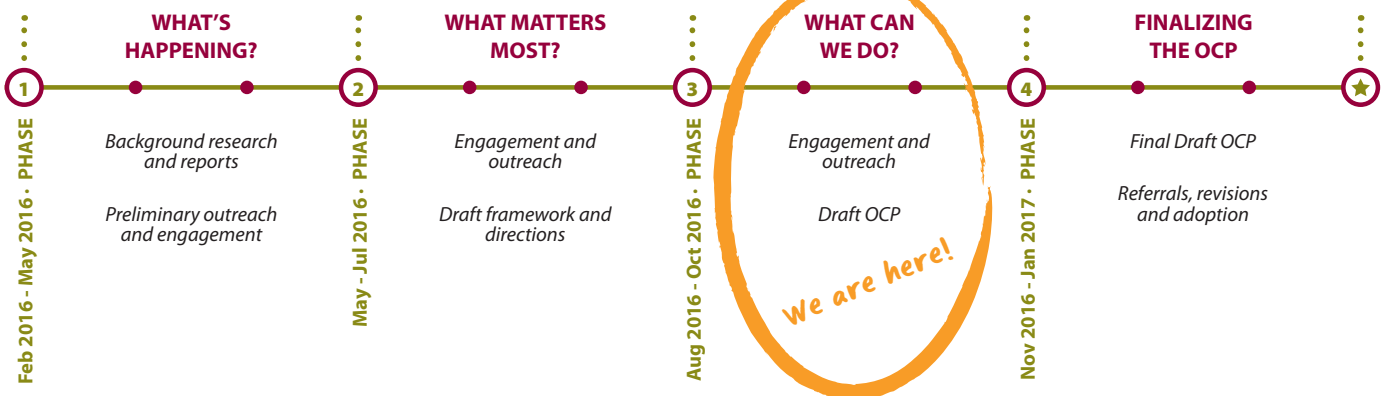 WHAT'S
HAPPENING?
1
Feb 2016 - May 2016 · PHASE
Background research
and reports
Preliminary outreach
and engagement
WHAT MATTERS
MOST?
2
May - Jul 2016 · PHASE
Engagement and
outreach
Draft framework and
directions
WHAT CAN
WE DO?
3
Aug 2016 - Oct 2016 · PHASE
Engagement and
outreach
Draft OCP
We are here!
FINALIZING
THE OCP
4
Nov 2016 - Jan 2017 · PHASE
Final Draft OCP
Referrals, revisions
and adoption